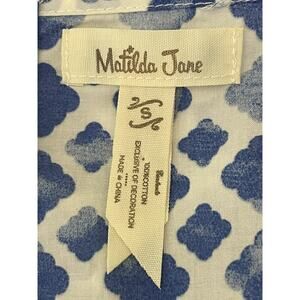 Matilda Jane
S
100%COTTON
EXCLUSIVE OF DECORATION
MADE IN CHINA